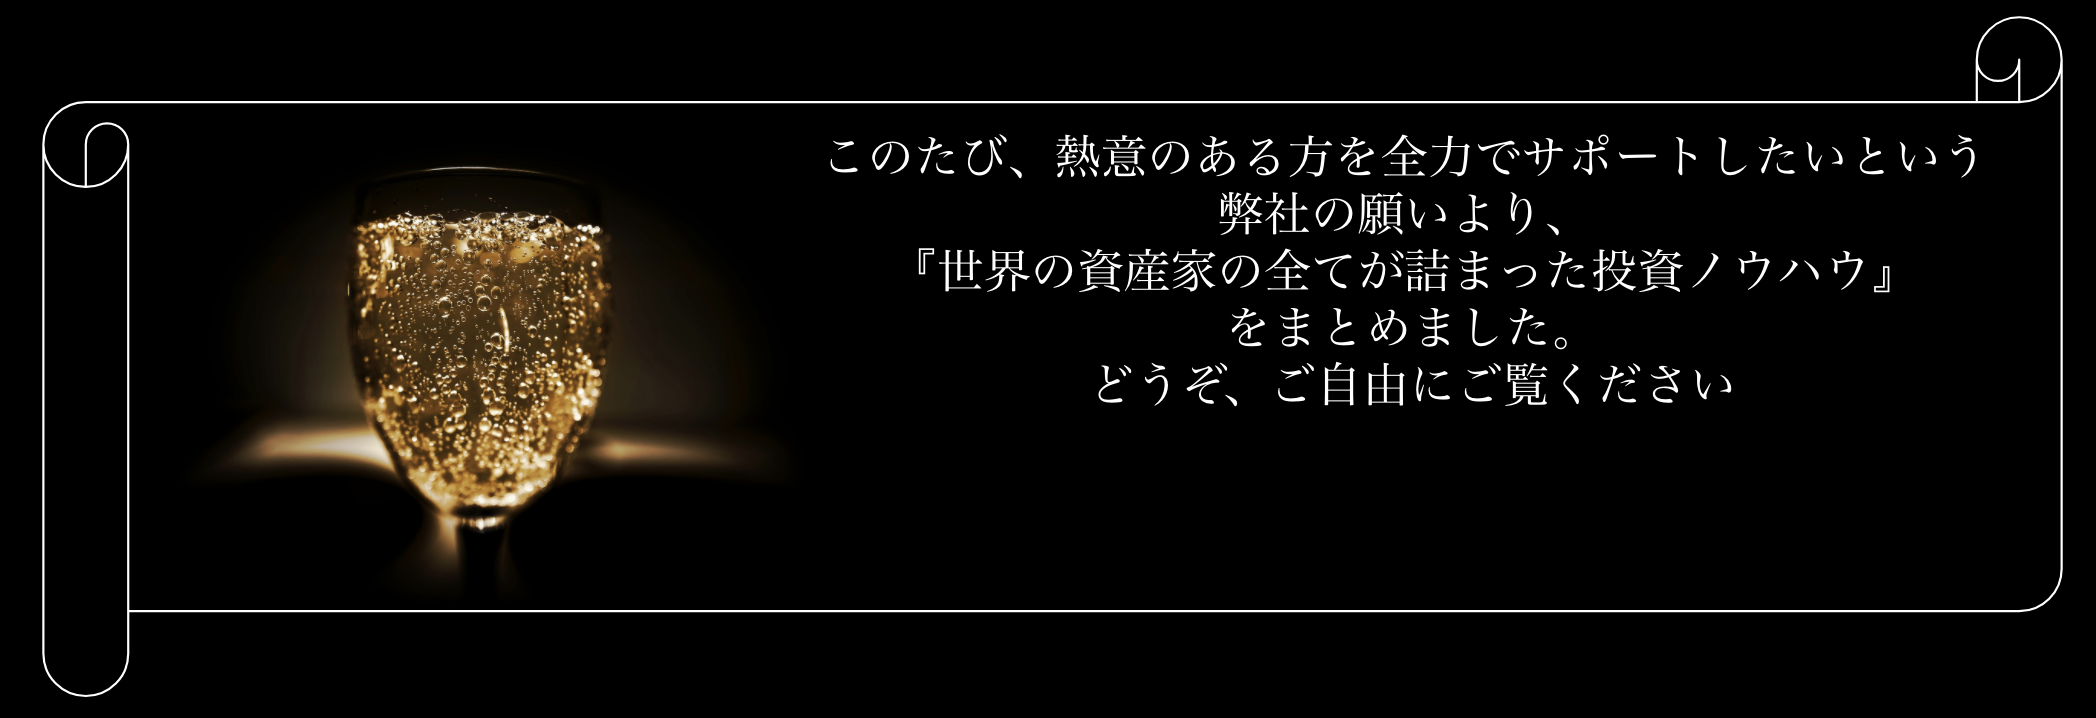 このたび、熱意のある方を全力でサポートしたいという
弊社の願いより、
『世界の資産家の全てが詰まった投資ノウハウ』
をまとめました。
どうぞ、ご自由にご覧ください